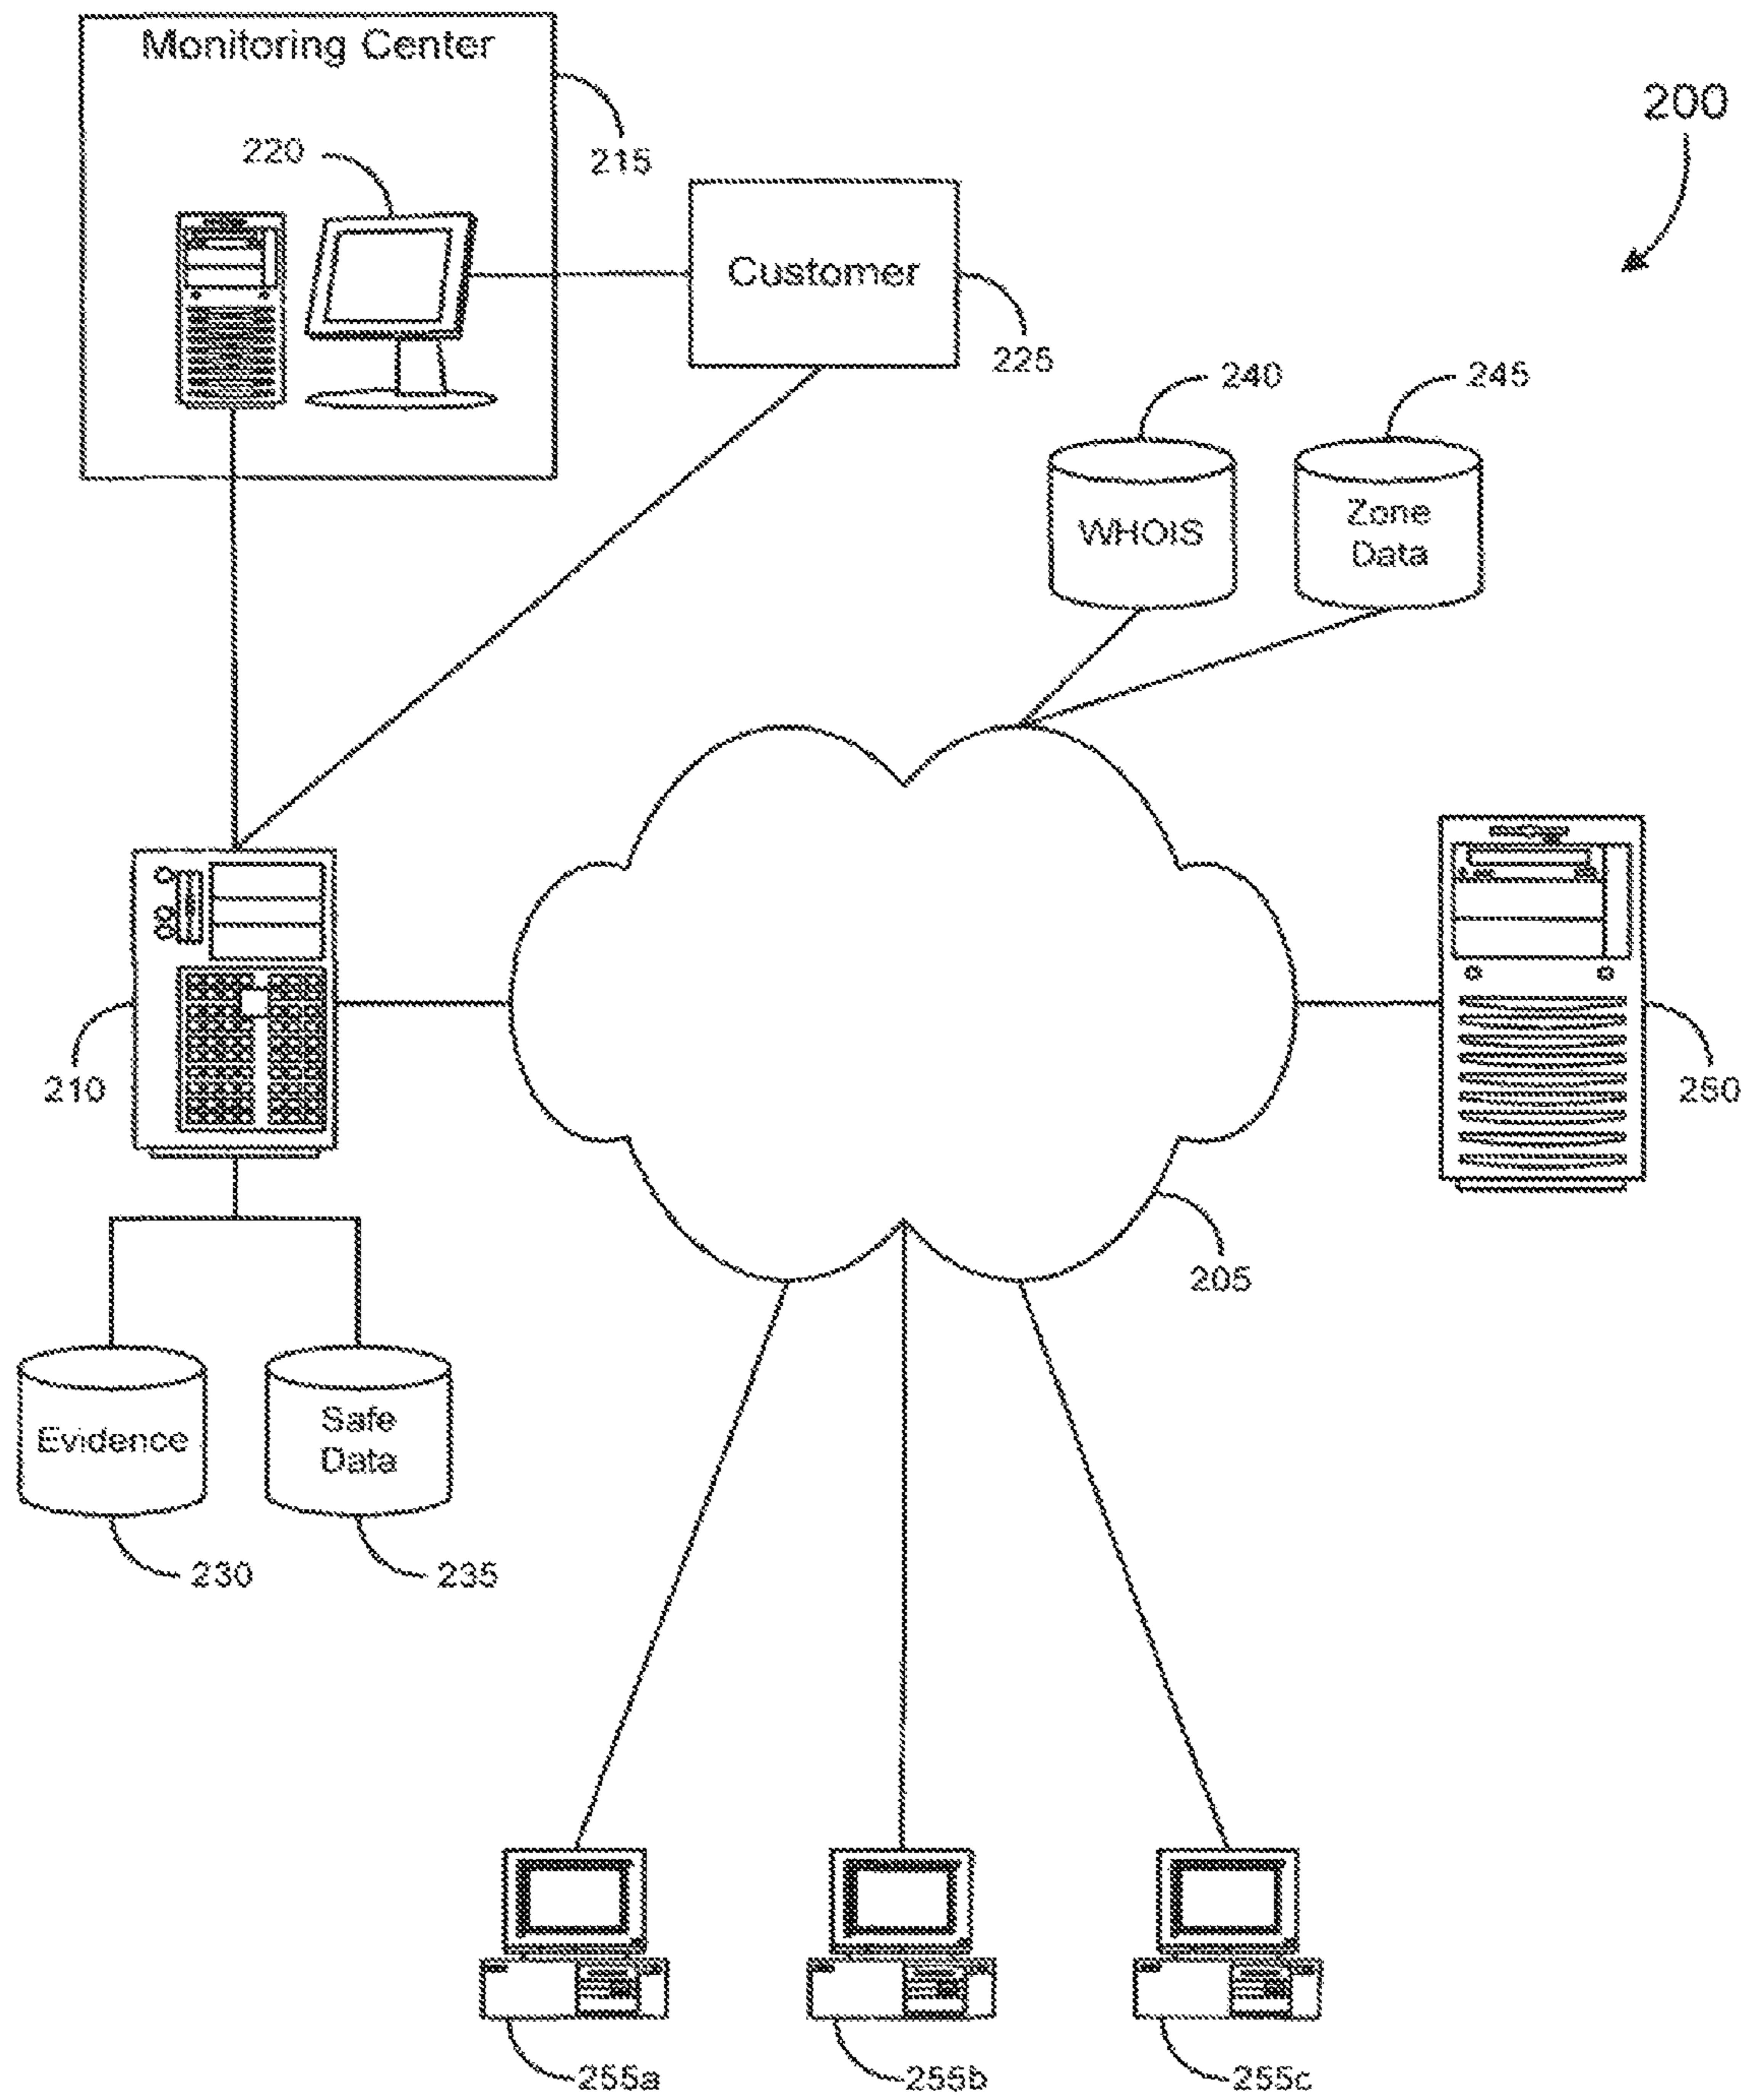 Monitoring Center
200
215
220
Customer
225
240
245
WHOIS
Zone
Data
210
250
205
Evidence
Safe
Data
230
235
255a
255b
255c